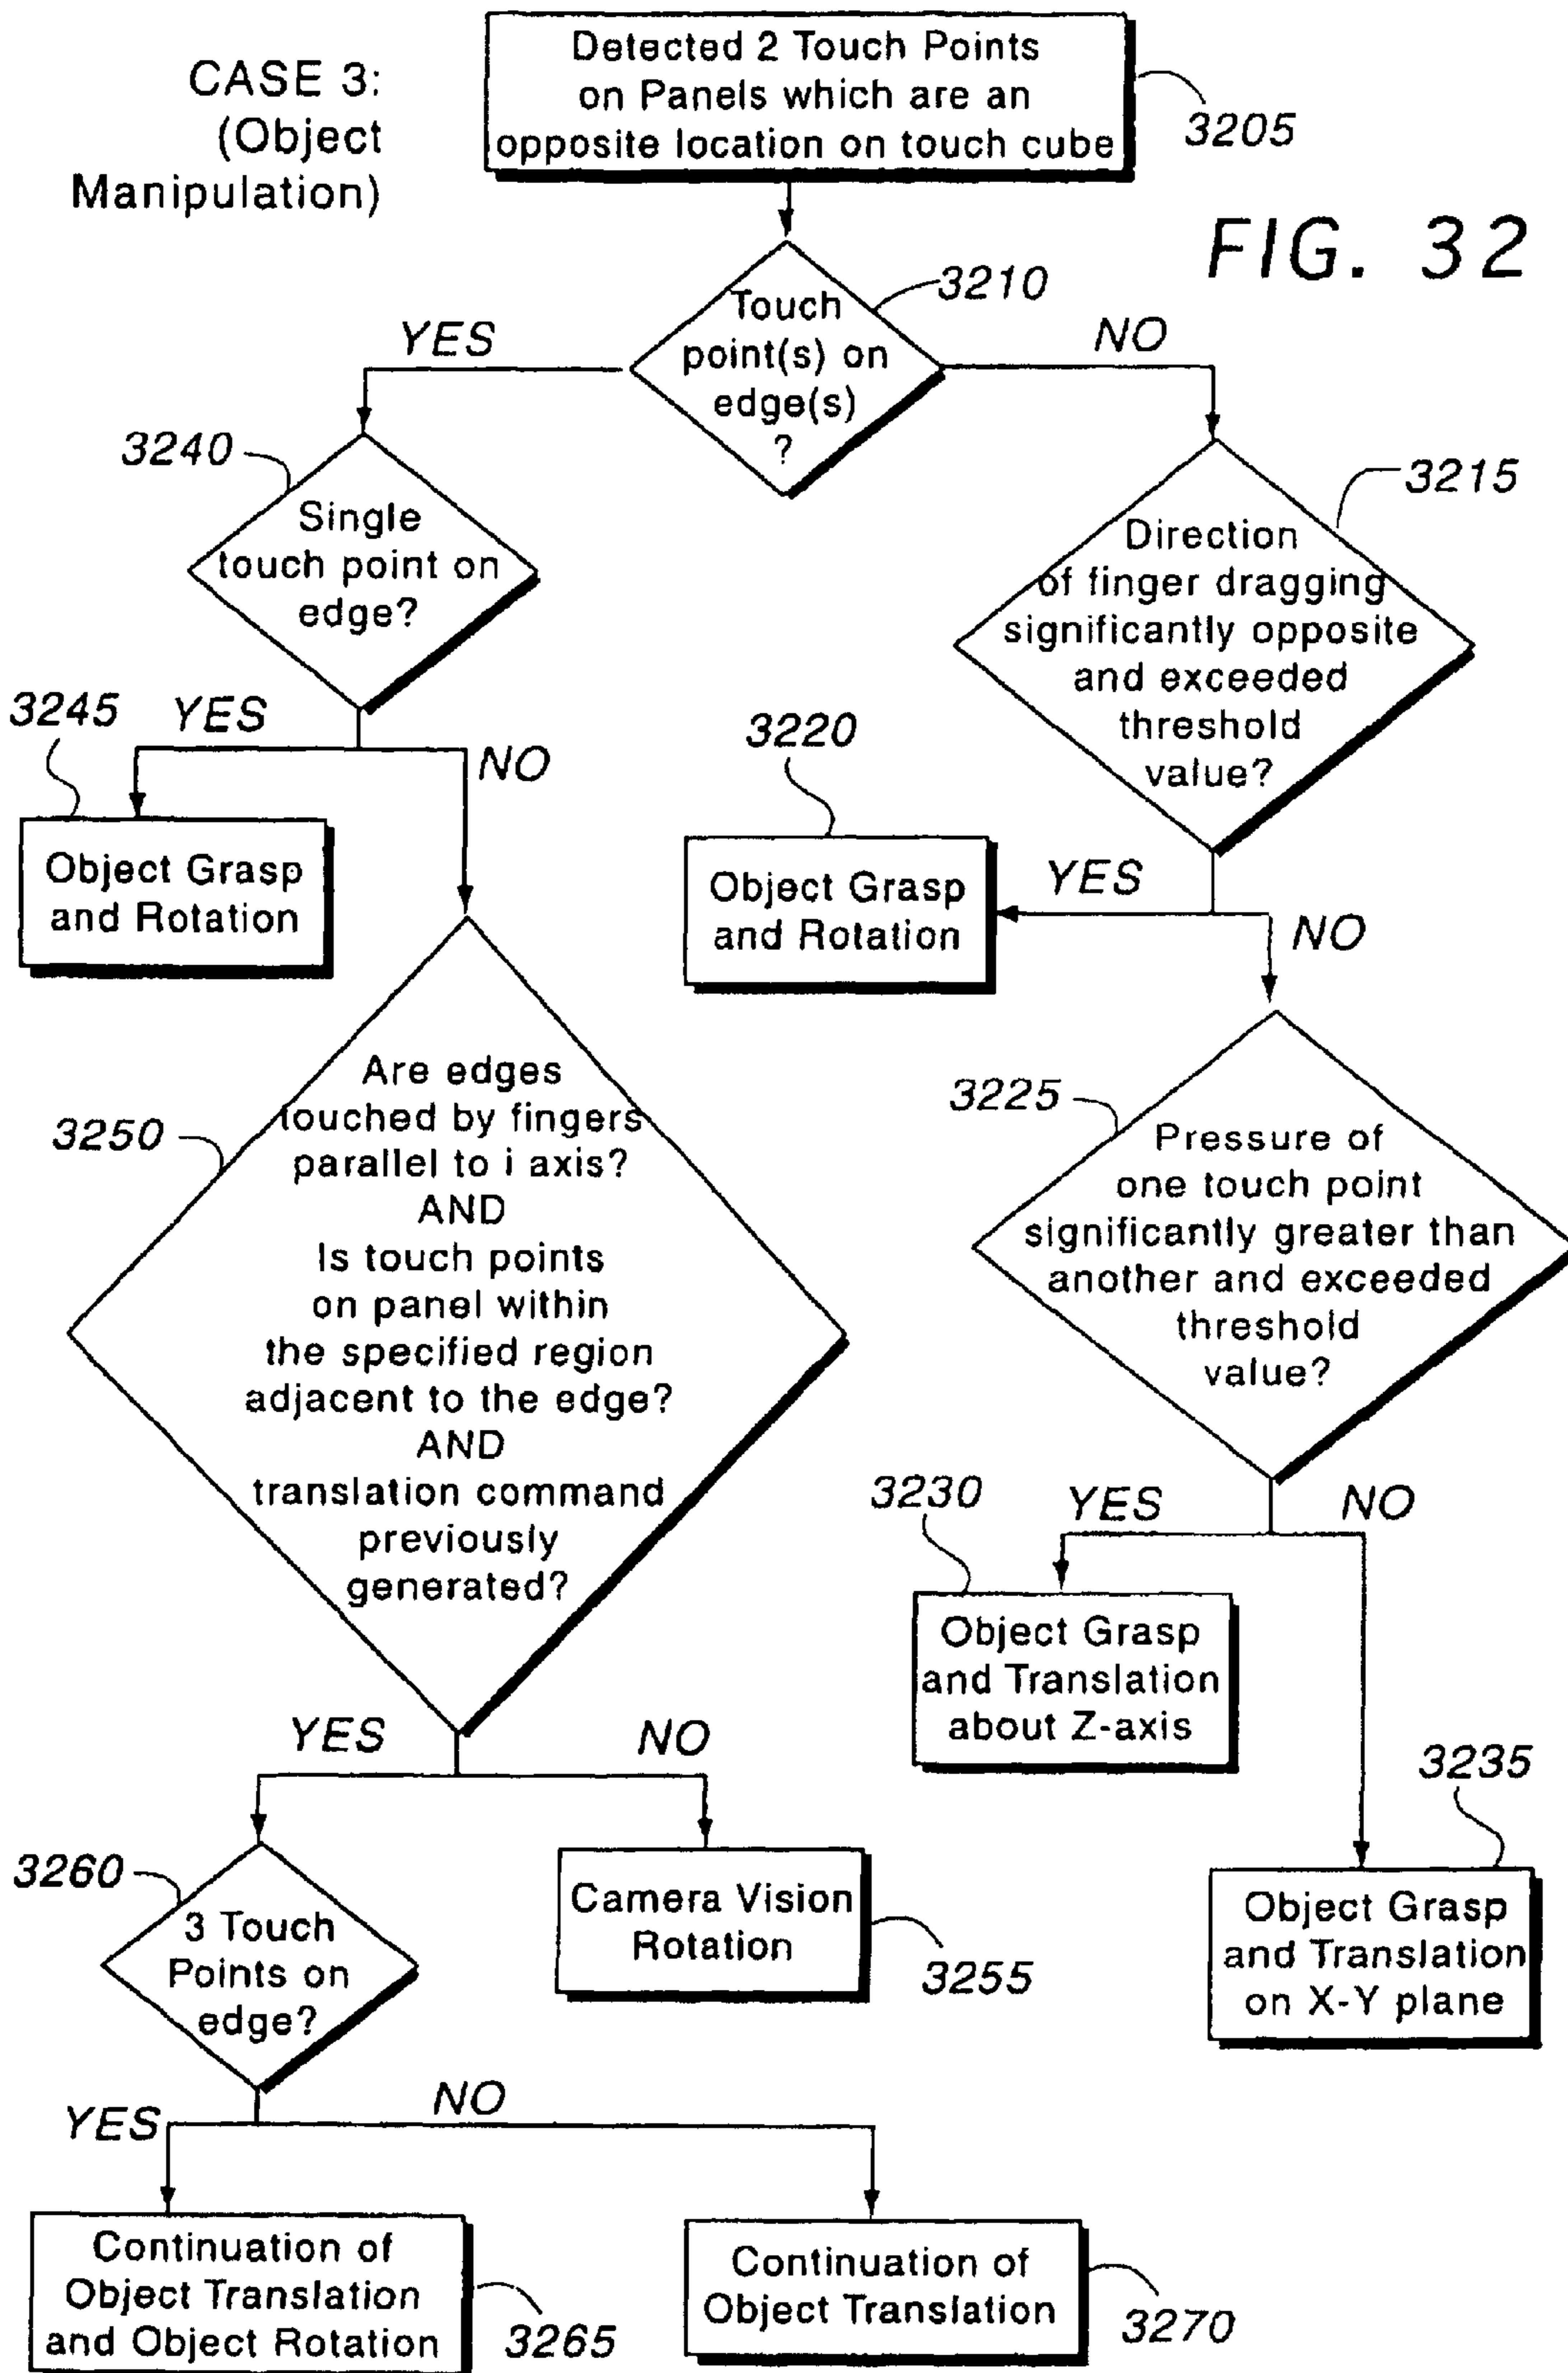 CASE 3:
(Object
Manipulation)
Detected 2 Touch Points
on Panels which are an
opposite location on touch cube
3205
FIG. 32
Touch
point(s) on
edge(s)
?
3210
YES
NO
3240
Single
touch point on
edge?
3215
Direction
of finger dragging
significantly opposite
and exceeded
threshold
value?
3245
YES
NO
Object Grasp
and Rotation
3220
YES
NO
Object Grasp
and Rotation
3250
Are edges
touched by fingers
parallel to i axis?
AND
Is touch points
on panel within
the specified region
adjacent to the edge?
AND
translation command
previously
generated?
3225
Pressure of
one touch point
significantly greater than
another and exceeded
threshold
value?
3230
YES
NO
Object Grasp
and Translation
about Z-axis
3235
Object Grasp
and Translation
on X-Y plane
YES
NO
3260
3 Touch
Points on
edge?
Camera Vision
Rotation
3255
YES
NO
Continuation of
Object Translation
and Object Rotation
3265
Continuation of
Object Translation
3270